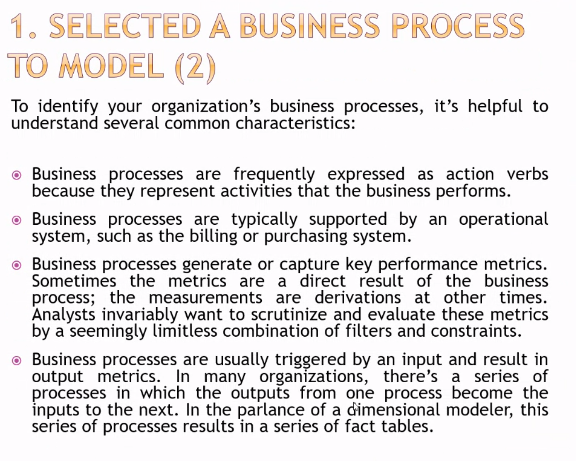 1. SELECTED A BUSINESS PROCESS
TO MODEL (2)
To identify your organization's business processes, it's helpful to
understand several common characteristics:
Business processes are frequently expressed as action verbs
because they represent activities that the business performs.
Business processes are typically supported by an operational
system, such as the billing or purchasing system.
Business processes generate or capture key performance metrics.
Sometimes the metrics are a direct result of the business
process; the measurements are derivations at other times.
Analysts invariably want to scrutinize and evaluate these metrics
by a seemingly limitless combination of filters and constraints.
Business processes are usually triggered by an input and result in
output metrics. In many organizations, there's a series of
processes in which the outputs from one process become the
inputs to the next. In the parlance of a dimensional modeler, this
series of processes results in a series of fact tables.